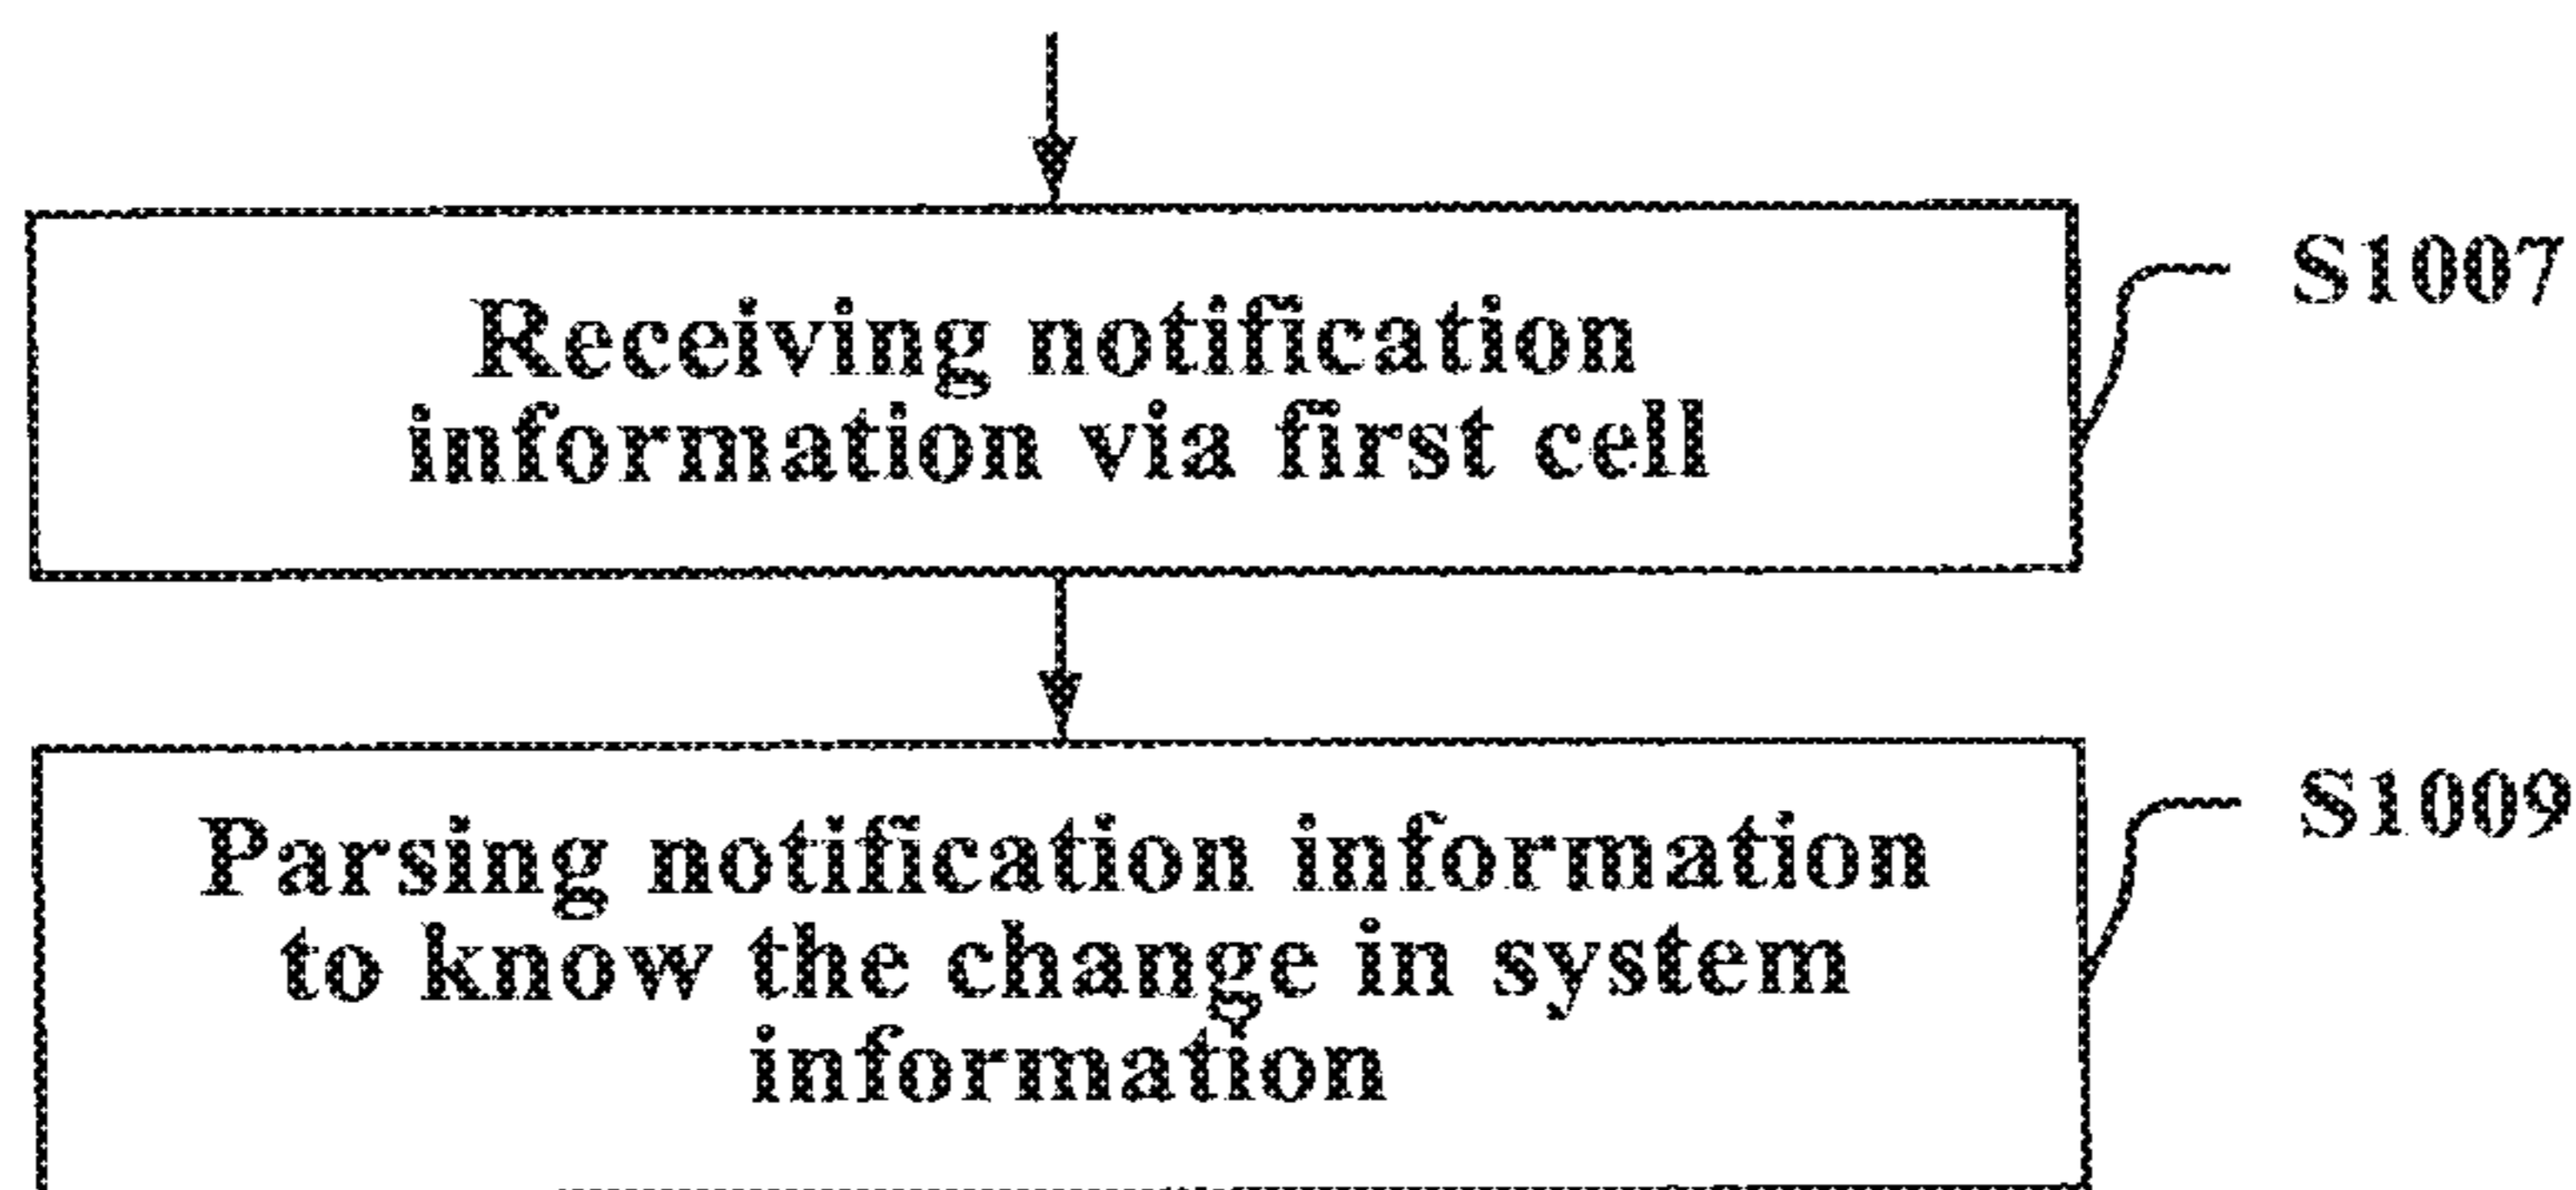 S1007
Receiving notification
information via first cell
S1009
Parsing notification information
to know the change in system
information